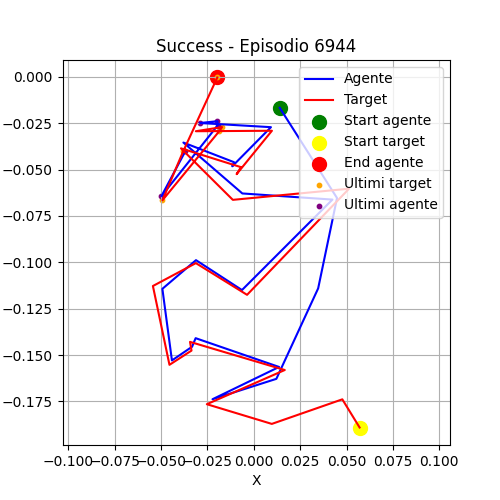 Success - Episodio 6944
Agente
Target
Start agente
Start target
End agente
Ultimi target
Ultimi agente
0.000
−0.025
−0.050
−0.075
−0.100
−0.125
−0.150
−0.175
−0.100 −0.075 −0.050 −0.025 0.000 0.025 0.050 0.075 0.100
X